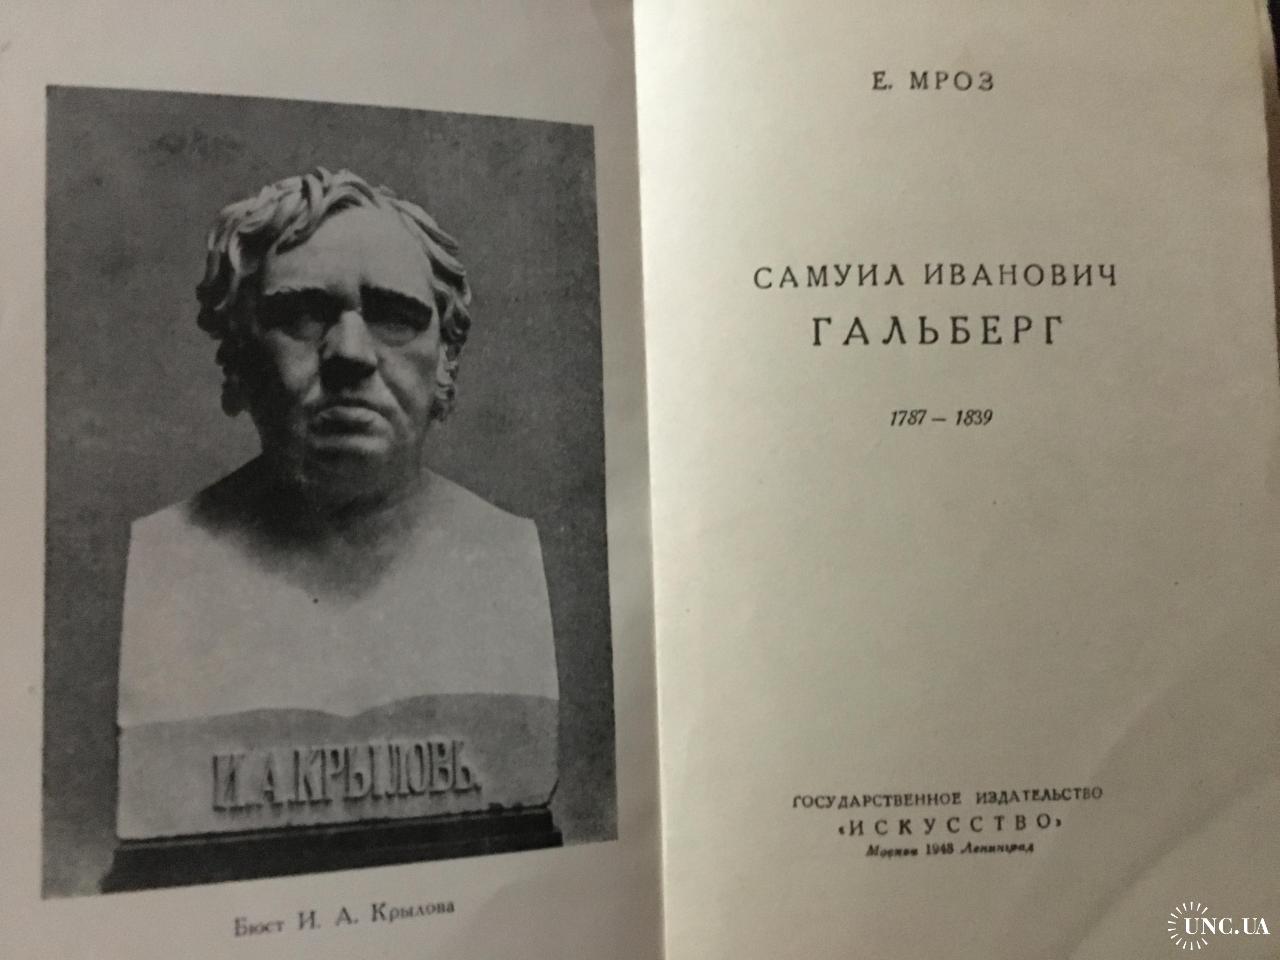 И. А. КРЫЛОВЪ.
Бюст И. А. Крылова
Е. МРОЗ
САМУИЛ ИВАНОВИЧ
ГАЛЬБЕРГ
1787 — 1839
ГОСУДАРСТВЕННОЕ ИЗДАТЕЛЬСТВО
«ИСКУССТВО»
Москва 1948 Ленинград
UNC.UA